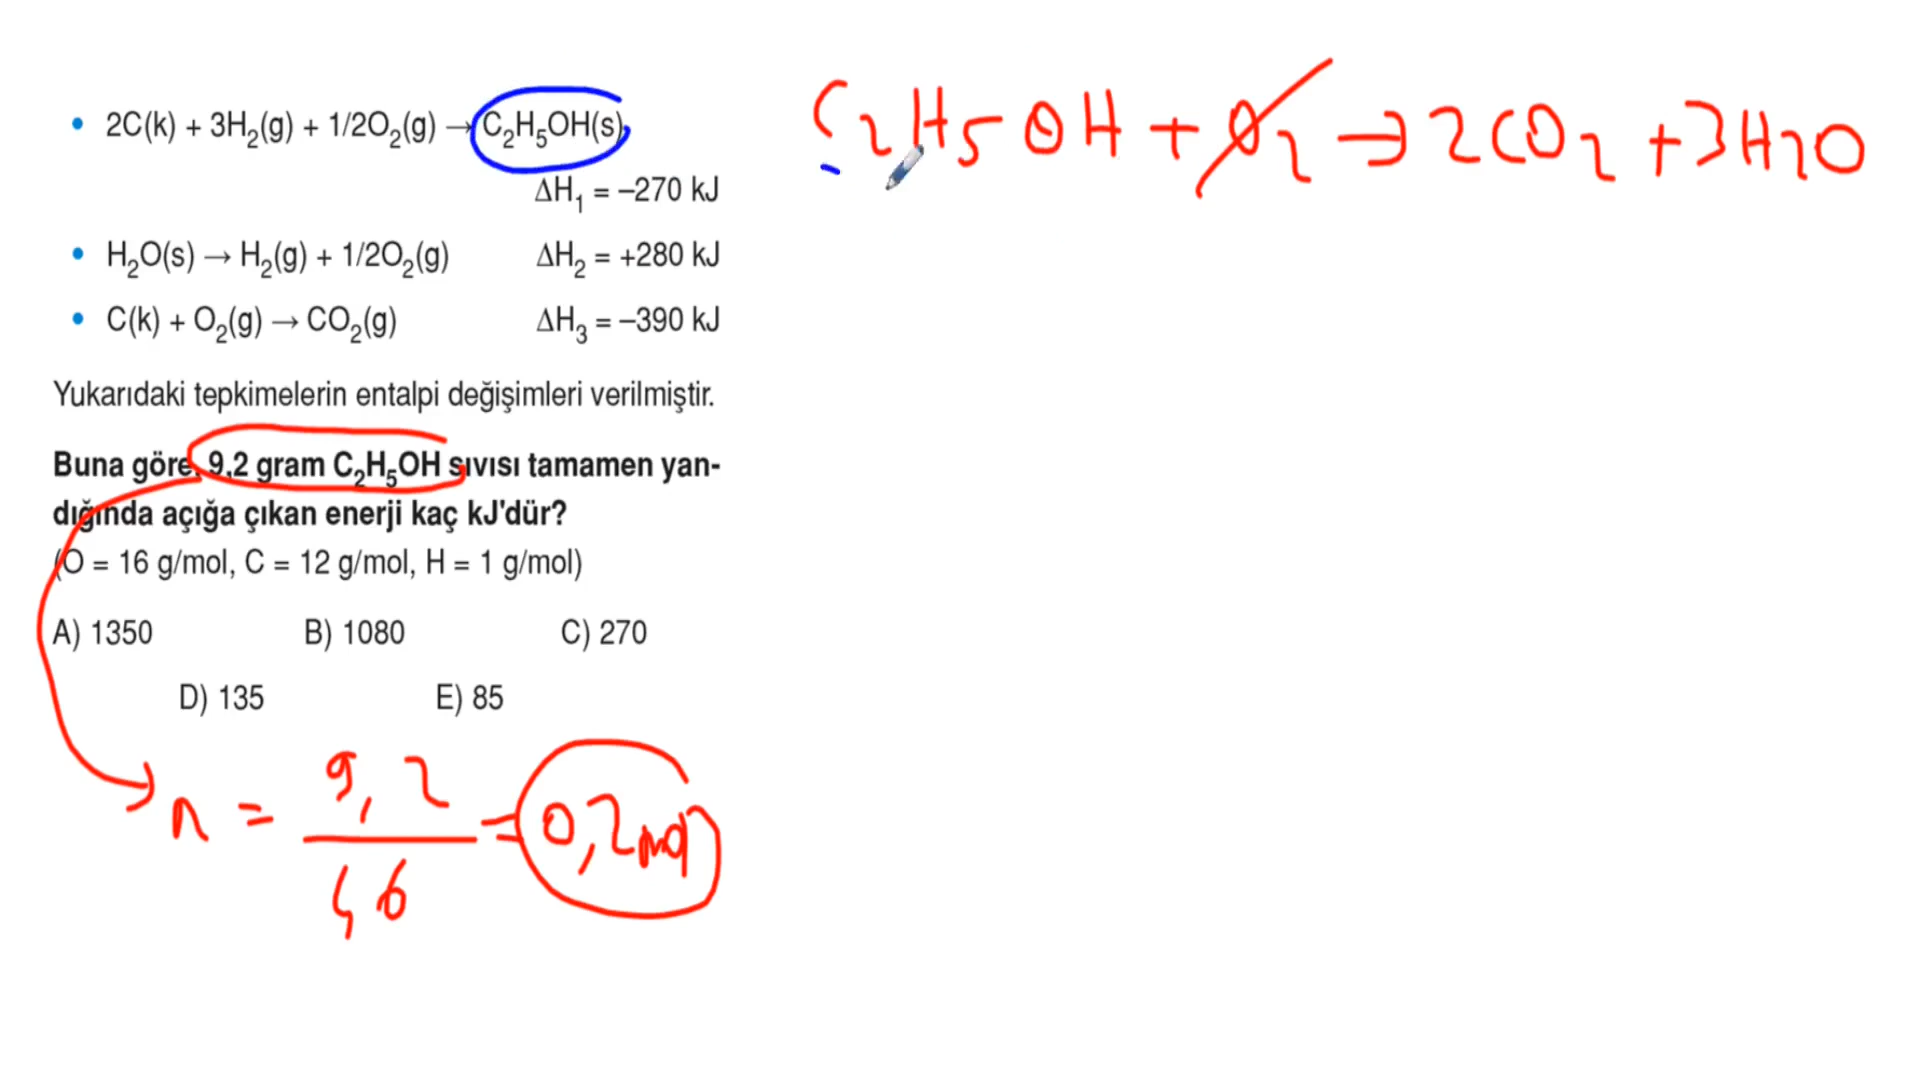 • 2C(k) + 3H₂(g) + 1/2O₂(g) → C₂H₅OH(s)
ΔH₁ = –270 kJ
• H₂O(s) → H₂(g) + 1/2O₂(g) ΔH₂ = +280 kJ
• C(k) + O₂(g) → CO₂(g) ΔH₃ = –390 kJ
Yukarıdaki tepkimelerin entalpi değişimleri verilmiştir.
Buna göre, 9,2 gram C₂H₅OH sıvısı tamamen yan-
dığında açığa çıkan enerji kaç kJ'dür?
(O = 16 g/mol, C = 12 g/mol, H = 1 g/mol)
A) 1350 B) 1080 C) 270
D) 135 E) 85
n = 9,2 / 46 = 0,2 mol
C₂H₅OH + O₂ → 2CO₂ + 3H₂O